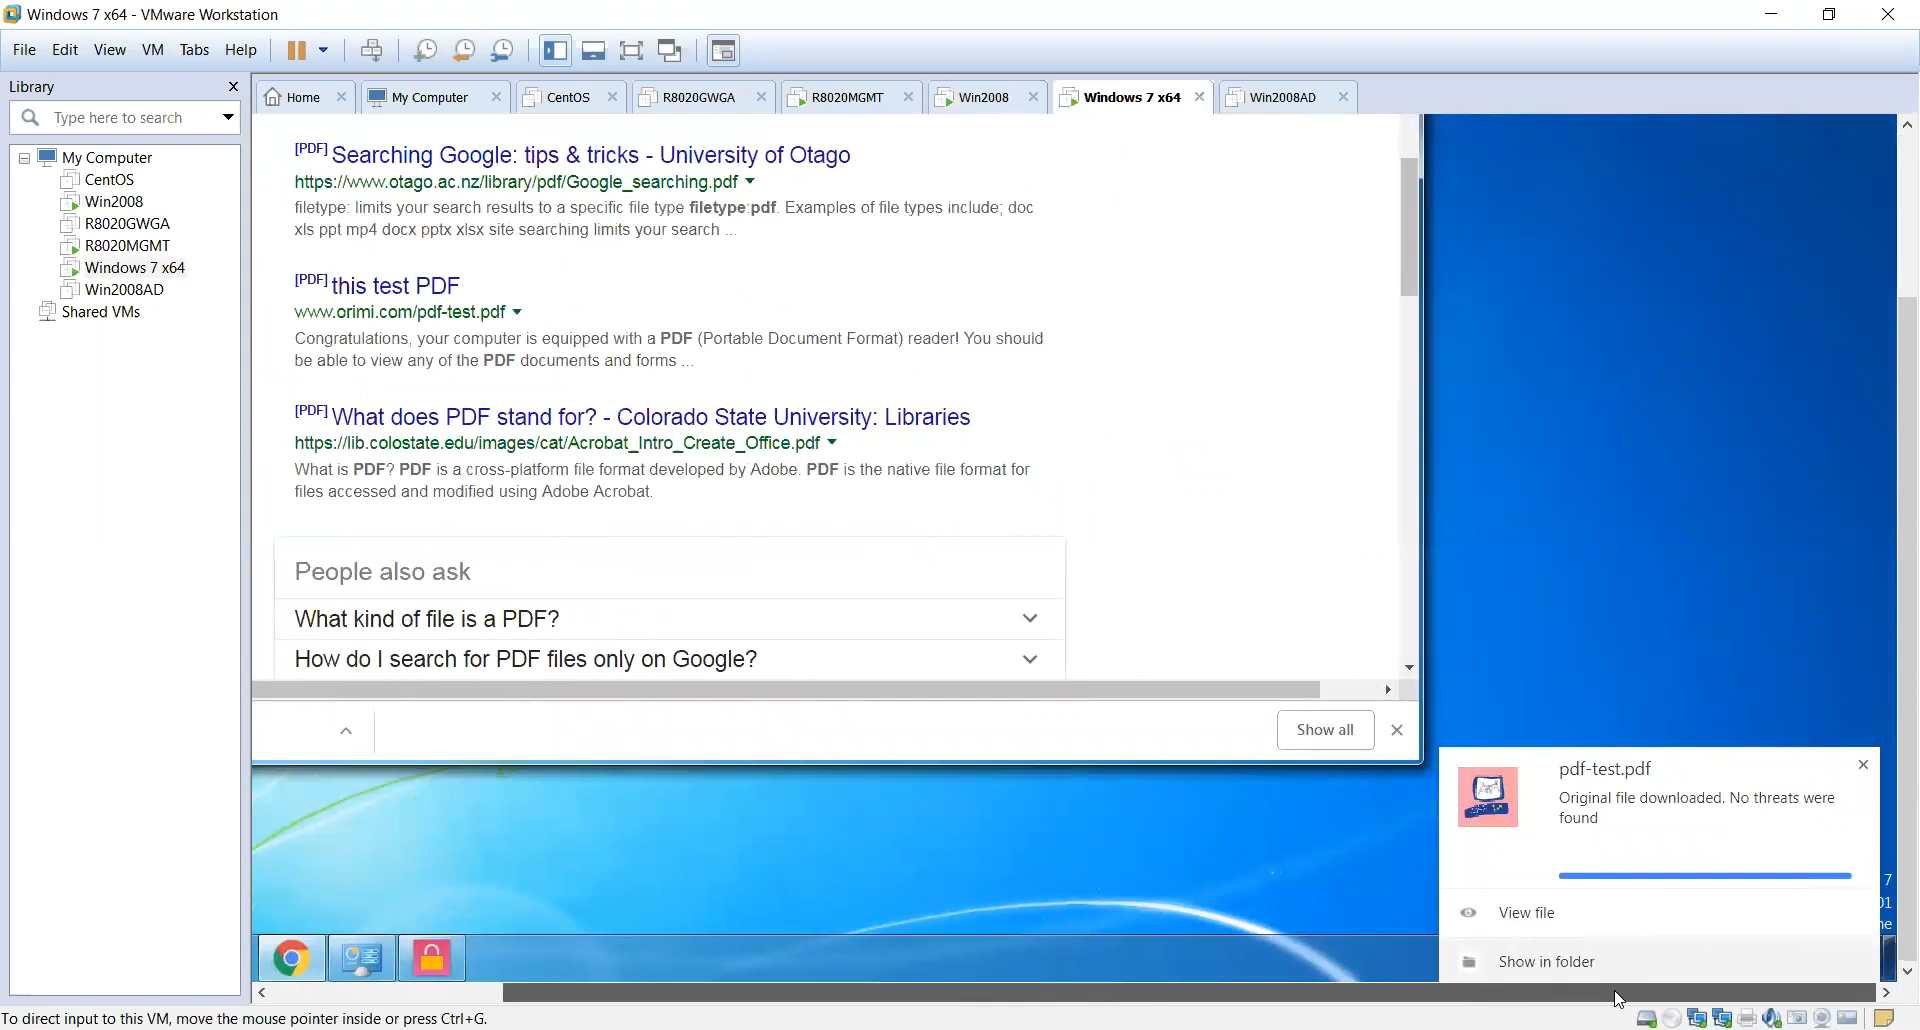 Windows 7 x64 - VMware Workstation
File Edit View VM Tabs Help
Library
Type here to search
My Computer
CentOS
Win2008
R8020GWGA
R8020MGMT
Windows 7 x64
Win2008AD
Shared VMs
Home My Computer CentOS R8020GWGA R8020MGMT Win2008 Windows 7 x64 Win2008AD
[PDF] Searching Google: tips & tricks - University of Otago
https://www.otago.ac.nz/library/pdf/Google_searching.pdf
filetype: limits your search results to a specific file type filetype:pdf. Examples of file types include; doc
xls ppt mp4 docx pptx xlsx site searching limits your search ...
[PDF] this test PDF
www.orimi.com/pdf-test.pdf
Congratulations, your computer is equipped with a PDF (Portable Document Format) reader! You should
be able to view any of the PDF documents and forms ...
[PDF] What does PDF stand for? - Colorado State University: Libraries
https://lib.colostate.edu/images/cat/Acrobat_Intro_Create_Office.pdf
What is PDF? PDF is a cross-platform file format developed by Adobe. PDF is the native file format for
files accessed and modified using Adobe Acrobat.
People also ask
What kind of file is a PDF?
How do I search for PDF files only on Google?
Show all
pdf-test.pdf
Original file downloaded. No threats were
found
7
View file
Show in folder
To direct input to this VM, move the mouse pointer inside or press Ctrl+G.